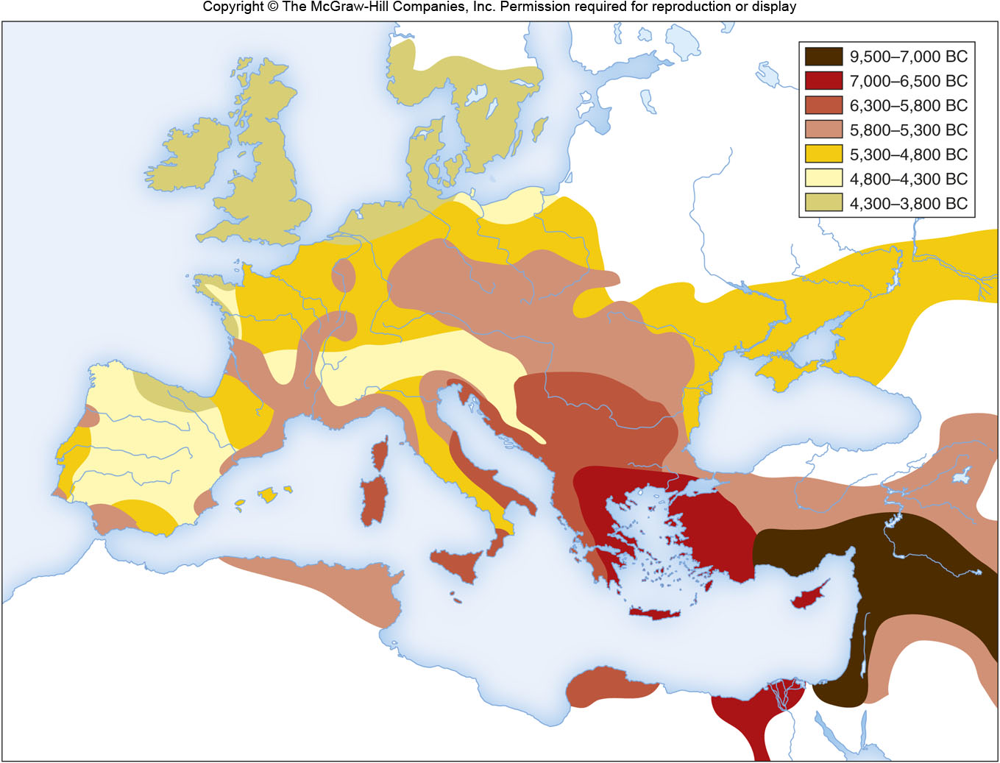 Copyright © The McGraw-Hill Companies, Inc. Permission required for reproduction or display
9,500–7,000 BC
7,000–6,500 BC
6,300–5,800 BC
5,800–5,300 BC
5,300–4,800 BC
4,800–4,300 BC
4,300–3,800 BC